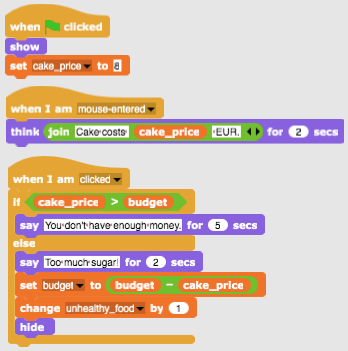 when clicked
show
set cake_price to 8
when I am mouse-entered
think join Cake costs cake_price EUR. for 2 secs
when I am clicked
if cake_price > budget
say You don't have enough money. for 5 secs
else
say Too much sugar! for 2 secs
set budget to budget - cake_price
change unhealthy_food by 1
hide